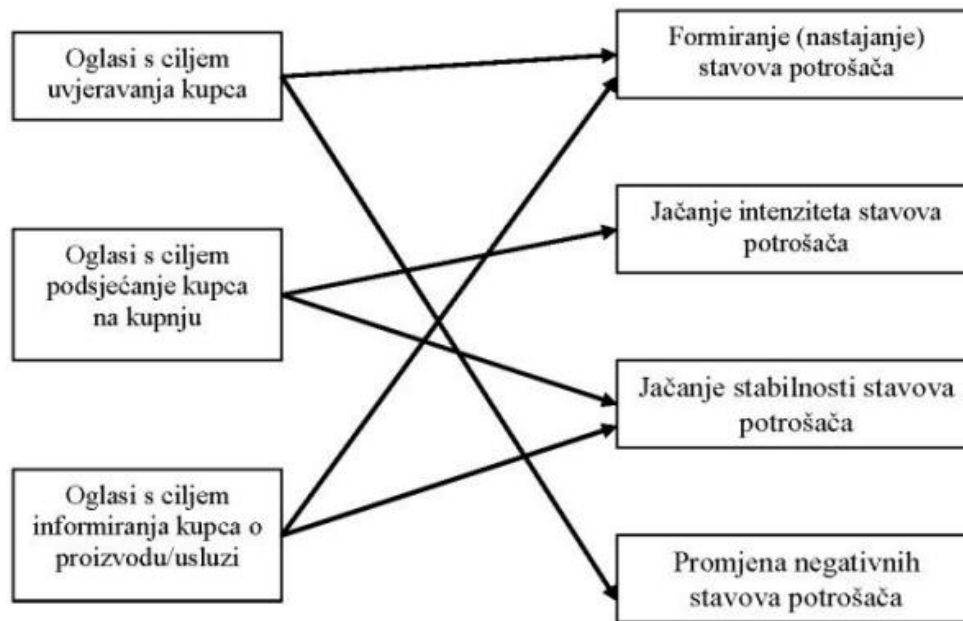 Oglasi s ciljem
uvjeravanja kupca
Oglasi s ciljem
podsjećanje kupca
na kupnju
Oglasi s ciljem
informiranja kupca o
proizvodu/usluzi
Formiranje (nastajanje)
stavova potrošača
Jačanje intenziteta stavova
potrošača
Jačanje stabilnosti stavova
potrošača
Promjena negativnih
stavova potrošača